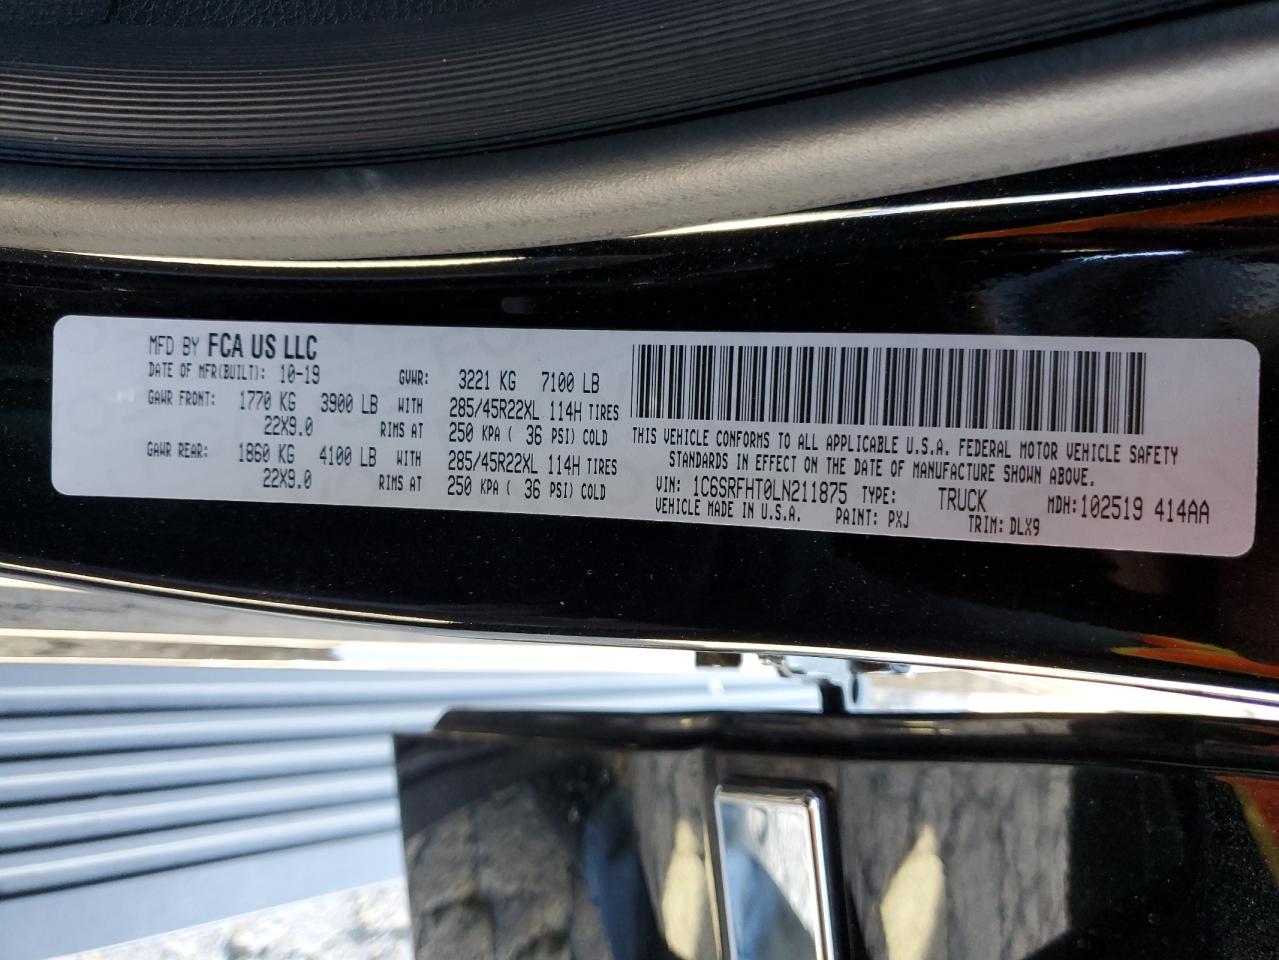 MFD BY FCA US LLC
DATE OF MFR(BUILT): 10-19 GVWR: 3221 KG 7100 LB
GAWR FRONT: 1770 KG 3900 LB WITH 285/45R22XL 114H TIRES
22X9.0 RIMS AT 250 KPA ( 36 PSI) COLD
GAWR REAR: 1860 KG 4100 LB WITH 285/45R22XL 114H TIRES
22X9.0 RIMS AT 250 KPA ( 36 PSI) COLD
THIS VEHICLE CONFORMS TO ALL APPLICABLE U.S.A. FEDERAL MOTOR VEHICLE SAFETY
STANDARDS IN EFFECT ON THE DATE OF MANUFACTURE SHOWN ABOVE.
VIN: 1C6SRFHT0LN211875 TYPE: TRUCK MDH: 102519 414AA
VEHICLE MADE IN U.S.A. PAINT: PXJ TRIM: DLX9